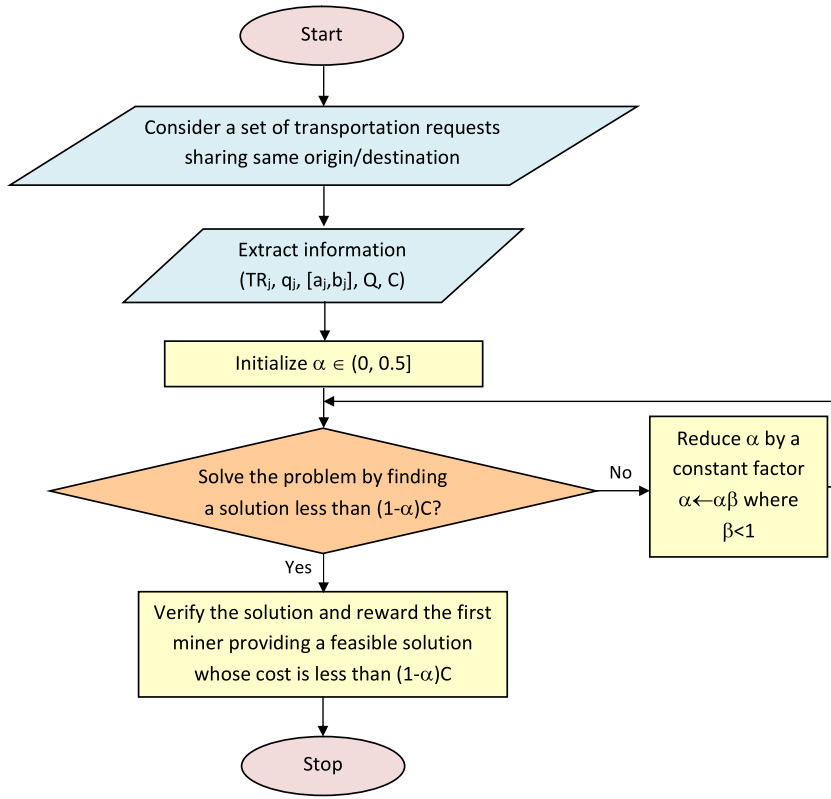 Start
Consider a set of transportation requests
sharing same origin/destination
Extract information
(TRⱼ, qⱼ, [aⱼ,bⱼ], Q, C)
Initialize α ∈ (0, 0.5]
Solve the problem by finding
a solution less than (1-α)C?
No
Reduce α by a
constant factor
α←αβ where
β<1
Yes
Verify the solution and reward the first
miner providing a feasible solution
whose cost is less than (1-α)C
Stop